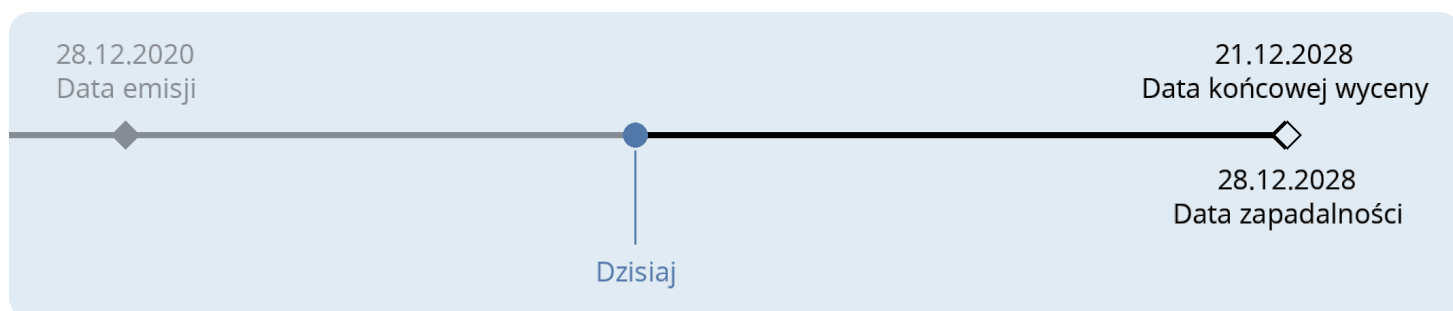 28.12.2020
Data emisji
21.12.2028
Data końcowej wyceny
28.12.2028
Data zapadalności
Dzisiaj